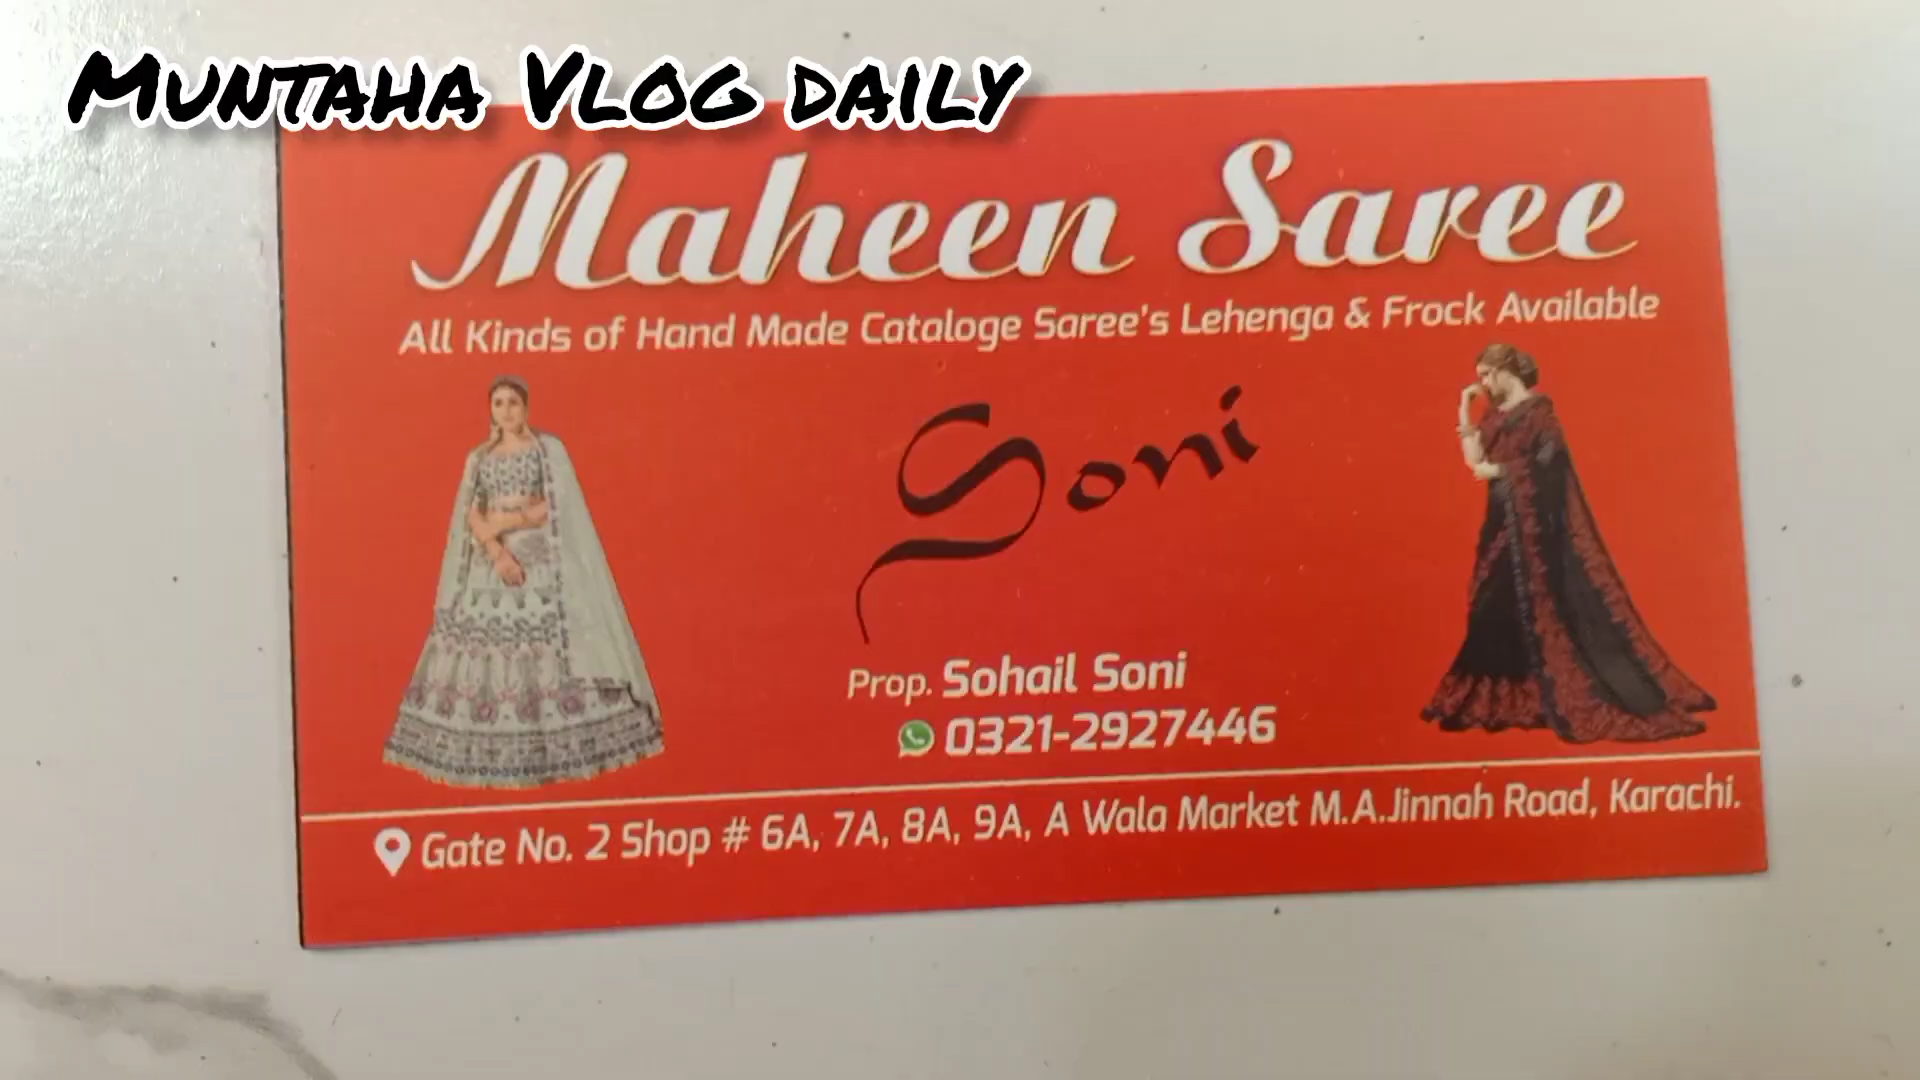 Muntaha Vlog daily
Maheen Saree
All Kinds of Hand Made Cataloge Saree's Lehenga & Frock Available
Soni
Prop. Sohail Soni
0321-2927446
Gate No. 2 Shop # 6A, 7A, 8A, 9A, A Wala Market M.A.Jinnah Road, Karachi.